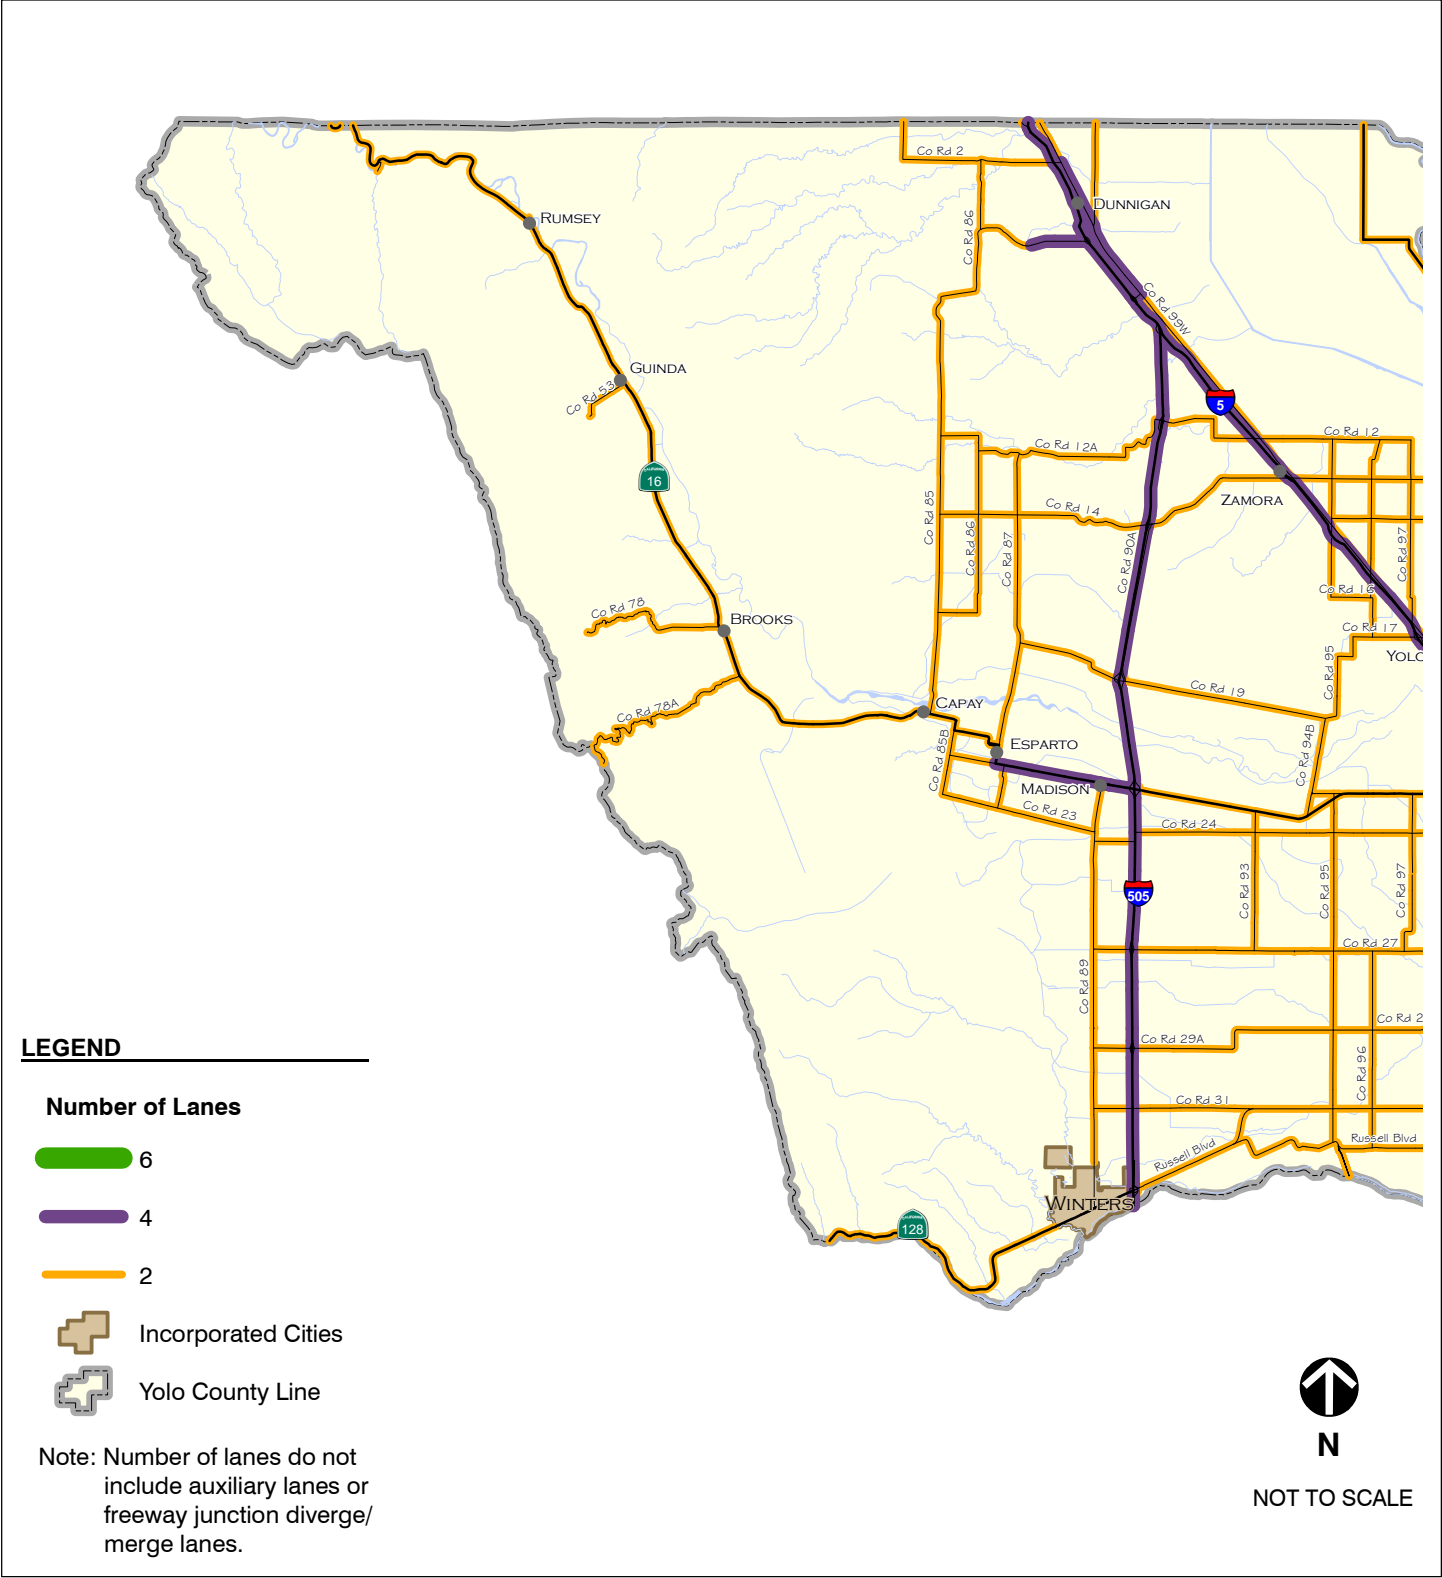 Co Rd 2
DUNNIGAN
RUMSEY
Co Rd 86
Co Rd 99W
GUINDA
Co Rd 53
5
Co Rd 12
Co Rd 12A
CALIFORNIA
16
ZAMORA
Co Rd 14
Co Rd 85
Co Rd 86
Co Rd 87
Co Rd 90A
Co Rd 97
Co Rd 16
Co Rd 78
BROOKS
Co Rd 17
YOLO
Co Rd 95
Co Rd 19
Co Rd 78A
CAPAY
ESPARTO
Co Rd 85B
Co Rd 94B
MADISON
Co Rd 23
Co Rd 24
505
Co Rd 93
Co Rd 95
Co Rd 97
Co Rd 27
Co Rd 89
Co Rd 2
Co Rd 29A
Co Rd 96
Co Rd 31
Russell Blvd
Russell Blvd
WINTERS
CALIFORNIA
128
LEGEND
Number of Lanes
6
4
2
Incorporated Cities
Yolo County Line
Note: Number of lanes do not
include auxiliary lanes or
freeway junction diverge/
merge lanes.
N
NOT TO SCALE